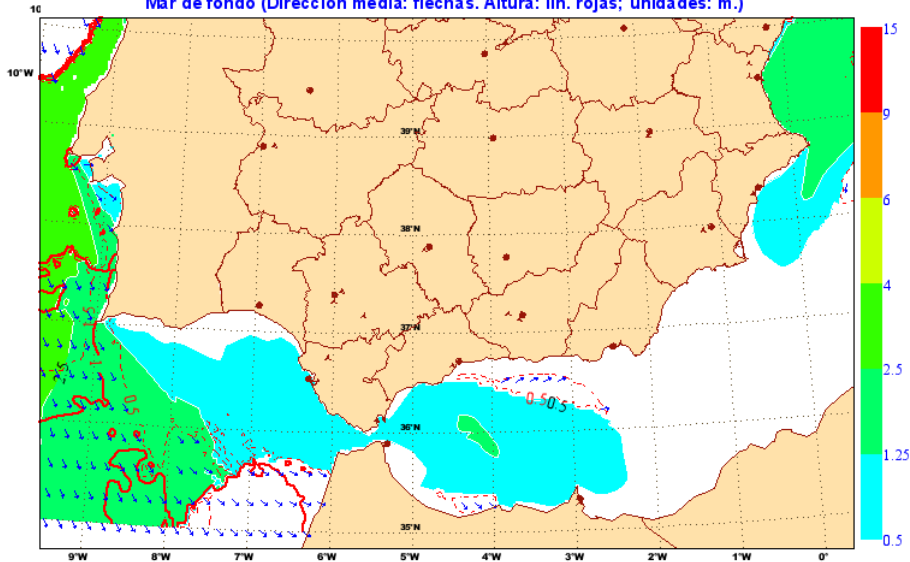 Mar de fondo (Dirección media: flechas. Altura: lín. rojas; unidades: m.)
10
10°W
15
9
6
4
2.5
1.25
0.5
39°N
38°N
37°N
36°N
35°N
0.5
0.5 0.5
9°W 8°W 7°W 6°W 5°W 4°W 3°W 2°W 1°W 0°